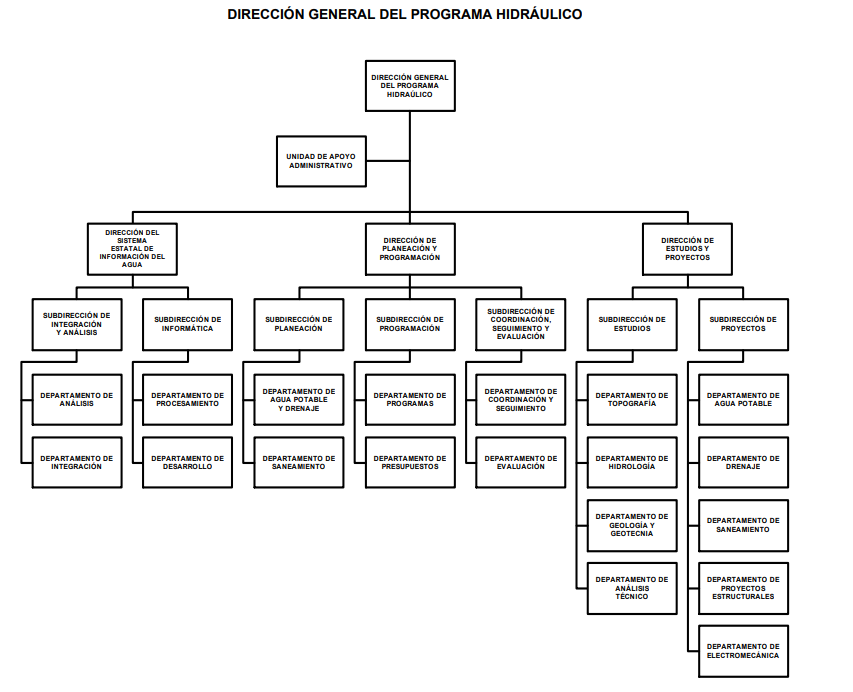 DIRECCIÓN GENERAL DEL PROGRAMA HIDRÁULICO
DIRECCIÓN GENERAL
DEL PROGRAMA
HIDRAÚLICO
UNIDAD DE APOYO
ADMINISTRATIVO
DIRECCIÓN DEL
SISTEMA
ESTATAL DE
INFORMACIÓN DEL
AGUA
DIRECCIÓN DE
PLANEACIÓN Y
PROGRAMACIÓN
DIRECCIÓN DE
ESTUDIOS Y
PROYECTOS
SUBDIRECCIÓN DE
INTEGRACIÓN
Y ANÁLISIS
SUBDIRECCIÓN DE
INFORMÁTICA
SUBDIRECCIÓN DE
PLANEACIÓN
SUBDIRECCIÓN DE
PROGRAMACIÓN
SUBDIRECCIÓN DE
COORDINACIÓN,
SEGUIMIENTO Y
EVALUACIÓN
SUBDIRECCIÓN DE
ESTUDIOS
SUBDIRECCIÓN DE
PROYECTOS
DEPARTAMENTO DE
ANÁLISIS
DEPARTAMENTO DE
PROCESAMIENTO
DEPARTAMENTO DE
AGUA POTABLE
Y DRENAJE
DEPARTAMENTO DE
PROGRAMAS
DEPARTAMENTO DE
COORDINACIÓN Y
SEGUIMIENTO
DEPARTAMENTO DE
TOPOGRAFÍA
DEPARTAMENTO DE
AGUA POTABLE
DEPARTAMENTO DE
INTEGRACIÓN
DEPARTAMENTO DE
DESARROLLO
DEPARTAMENTO DE
SANEAMIENTO
DEPARTAMENTO DE
PRESUPUESTOS
DEPARTAMENTO DE
EVALUACIÓN
DEPARTAMENTO DE
HIDROLOGÍA
DEPARTAMENTO DE
DRENAJE
DEPARTAMENTO DE
GEOLOGÍA Y
GEOTECNIA
DEPARTAMENTO DE
SANEAMIENTO
DEPARTAMENTO DE
ANÁLISIS
TÉCNICO
DEPARTAMENTO DE
PROYECTOS
ESTRUCTURALES
DEPARTAMENTO DE
ELECTROMECÁNICA